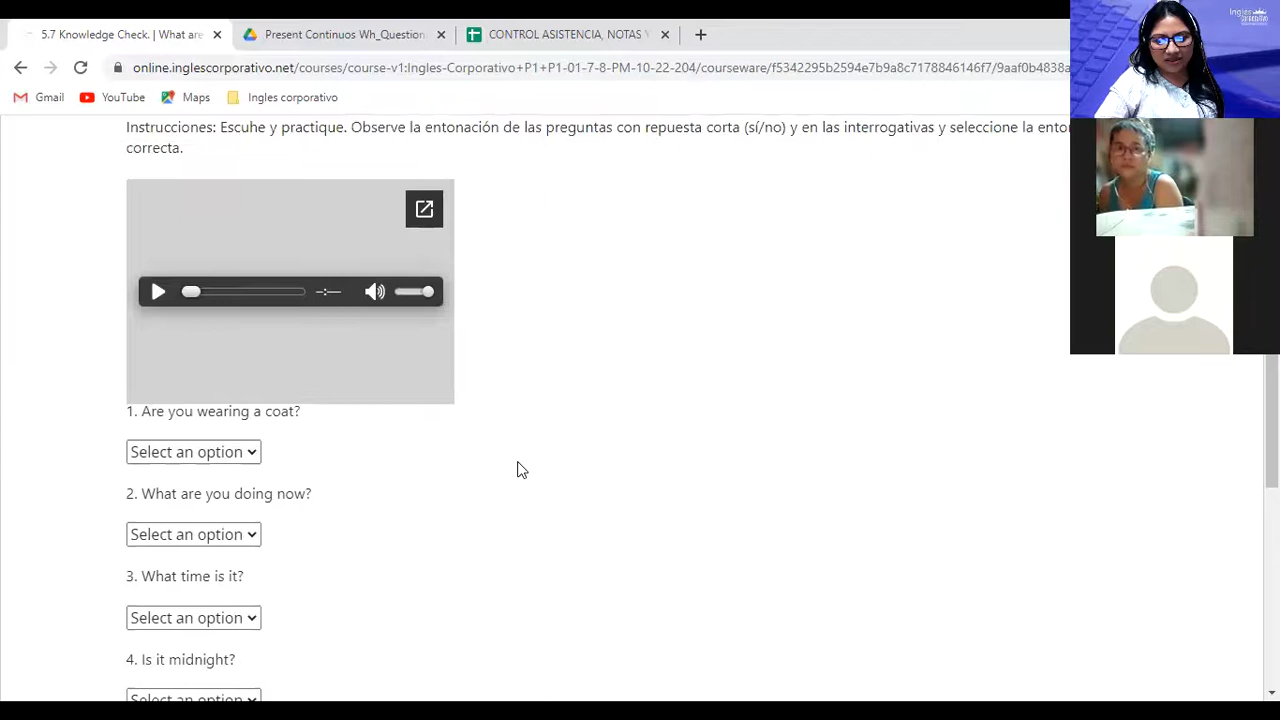 5.7 Knowledge Check. | What are
Present Continuos Wh_Question
CONTROL ASISTENCIA, NOTAS Y
online.inglescorporativo.net/courses/course-v1:Ingles-Corporativo+P1+P1-01-7-8-PM-10-22-204/courseware/f5342295b2594e7b9a8c7178846146f7/9aaf0b4838a
Gmail
YouTube
Maps
Ingles corporativo
Instrucciones: Escuhe y practique. Observe la entonación de las preguntas con repuesta corta (sí/no) y en las interrogativas y seleccione la ento
correcta.
1. Are you wearing a coat?
Select an option
2. What are you doing now?
Select an option
3. What time is it?
Select an option
4. Is it midnight?
Select an option
Ingles